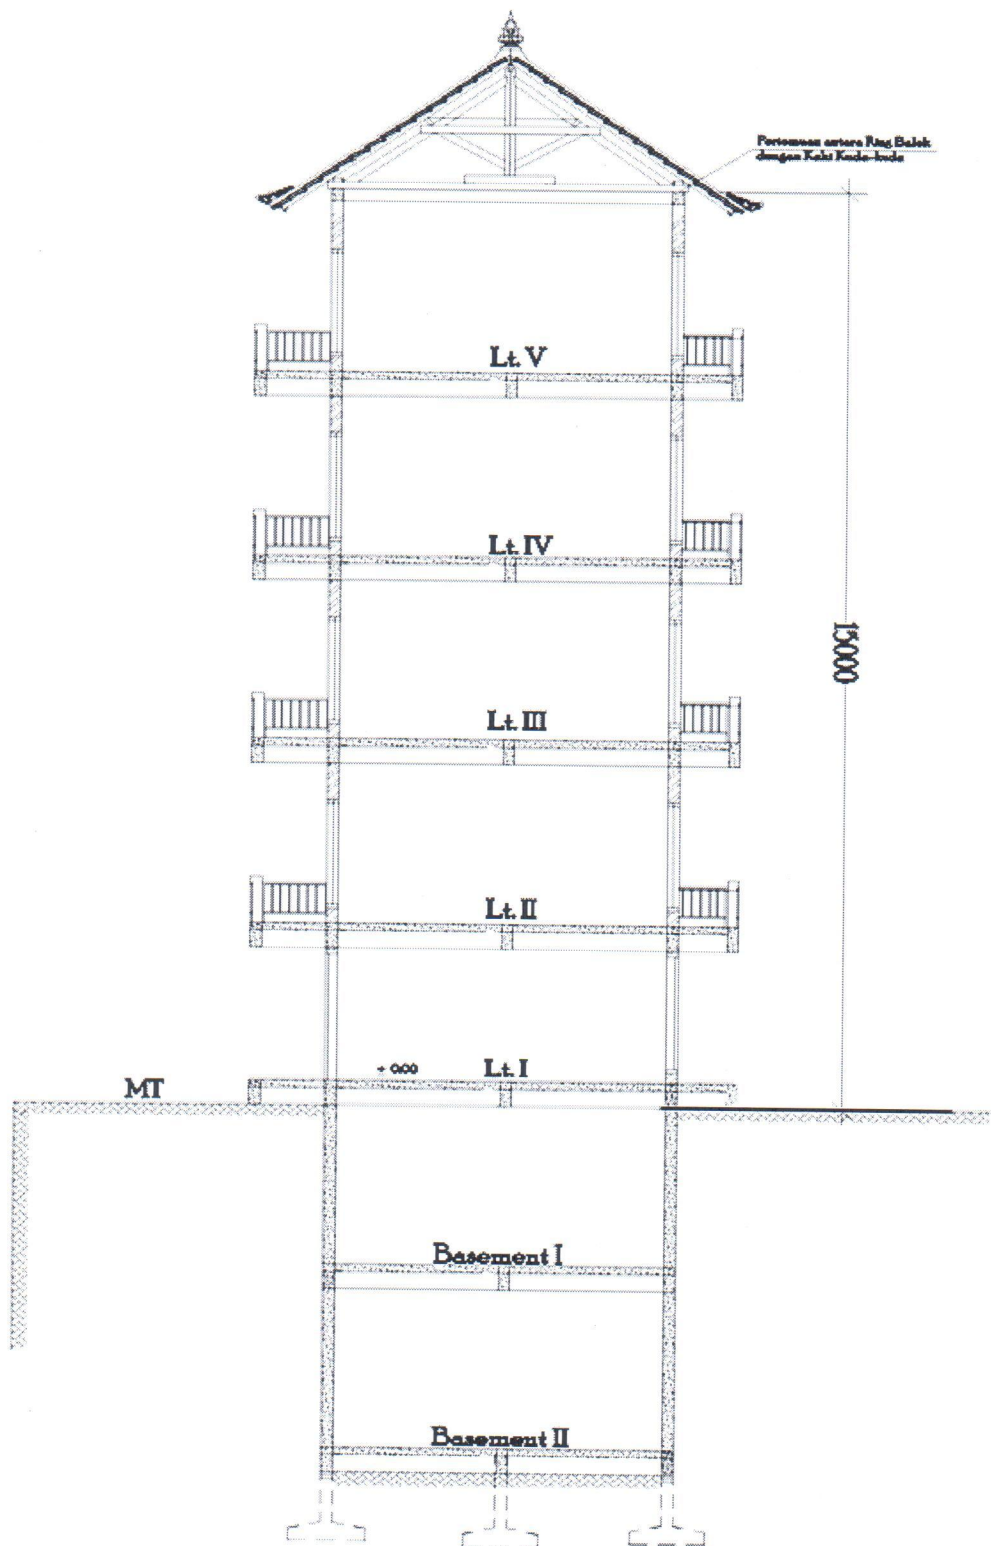 Pertemuan antara Ring Balok
dengan Kaki Kuda-kuda
Lt. V
Lt. IV
15000
Lt. III
Lt. II
+ 0.00
Lt. I
MT
Basement I
Basement II